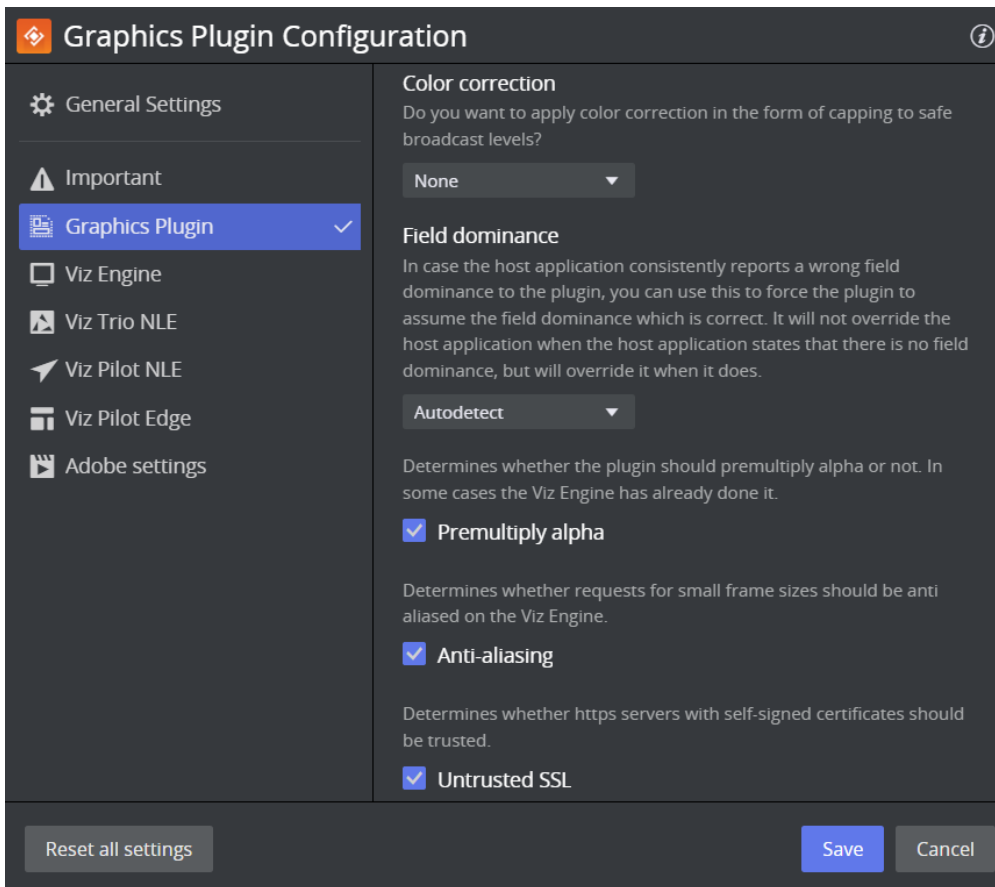 Graphics Plugin Configuration
General Settings
Important
Graphics Plugin
Viz Engine
Viz Trio NLE
Viz Pilot NLE
Viz Pilot Edge
Adobe settings
Color correction
Do you want to apply color correction in the form of capping to safe
broadcast levels?
None
Field dominance
In case the host application consistently reports a wrong field
dominance to the plugin, you can use this to force the plugin to
assume the field dominance which is correct. It will not override the
host application when the host application states that there is no field
dominance, but will override it when it does.
Autodetect
Determines whether the plugin should premultiply alpha or not. In
some cases the Viz Engine has already done it.
Premultiply alpha
Determines whether requests for small frame sizes should be anti
aliased on the Viz Engine.
Anti-aliasing
Determines whether https servers with self-signed certificates should
be trusted.
Untrusted SSL
Reset all settings
Save
Cancel